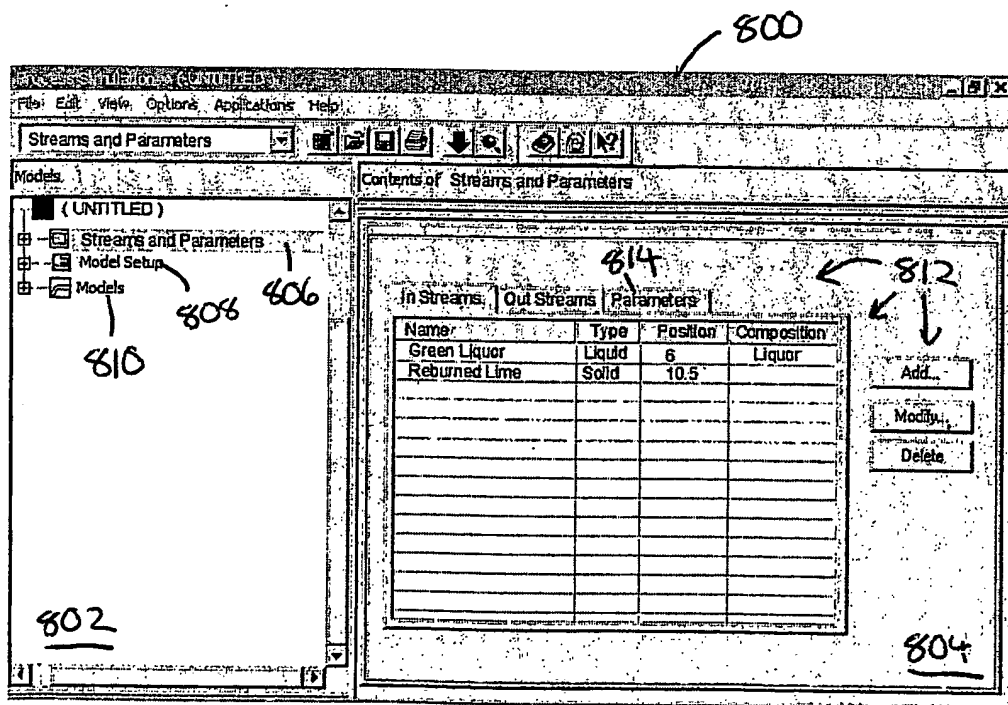 800
Process Simulation - (UNTITLED)
File Edit View Options Applications Help
Streams and Parameters
Models
Contents of Streams and Parameters
(UNTITLED)
Streams and Parameters
Model Setup
Models
806
808
810
802
814
812
In Streams Out Streams Parameters
Name Type Position Composition
Green Liquor Liquid 6 Liquor
Reburned Lime Solid 10.5
Add...
Modify...
Delete
804